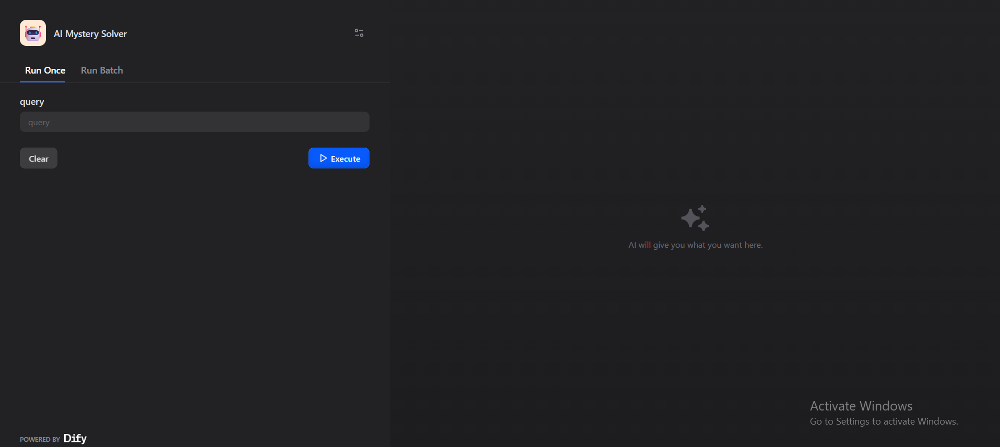 AI Mystery Solver
Run Once
Run Batch
query
query
Clear
Execute
AI will give you what you want here.
Activate Windows
Go to Settings to activate Windows.
POWERED BY Dify